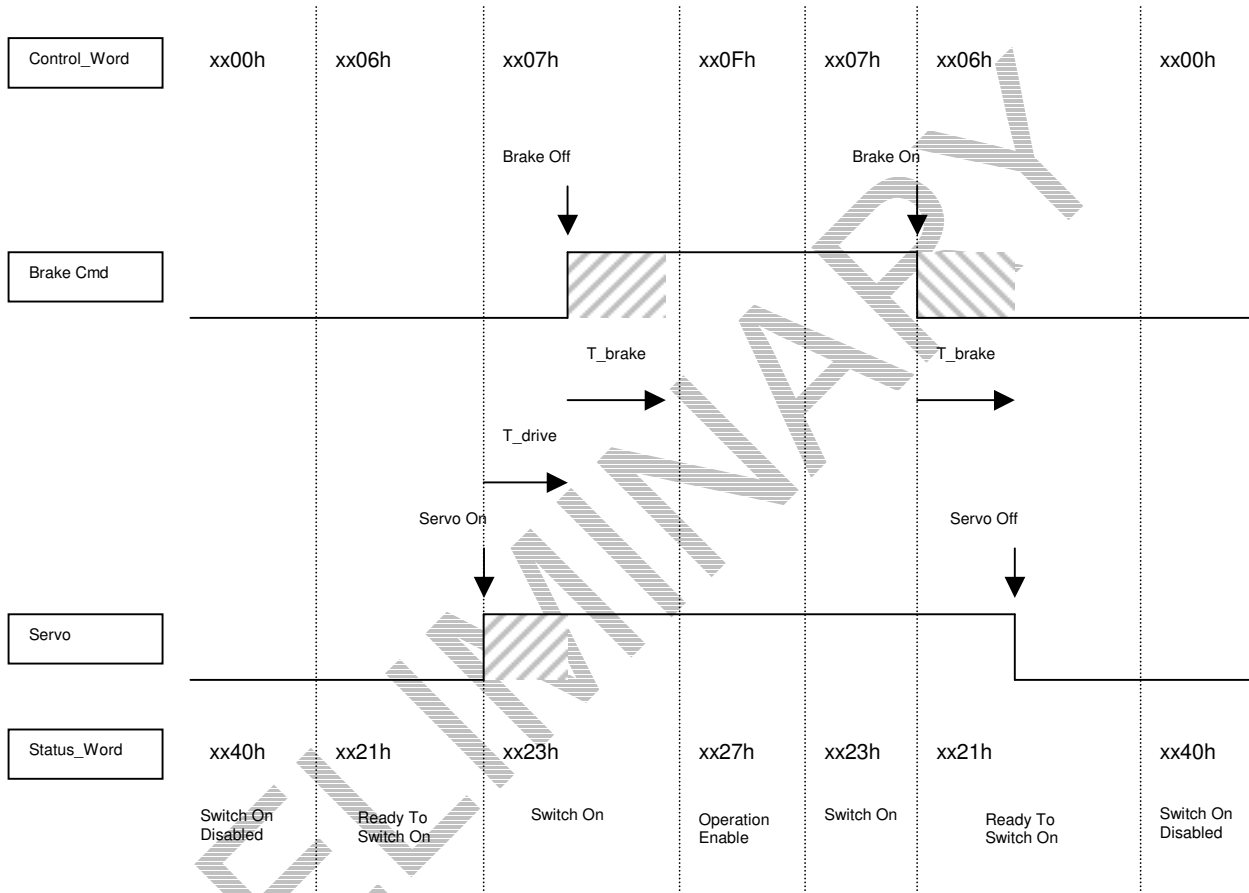 Control_Word
xx00h
xx06h
xx07h
xx0Fh
xx07h
xx06h
xx00h
Brake Off
Brake On
Brake Cmd
T_brake
T_brake
T_drive
Servo On
Servo Off
Servo
Status_Word
xx40h
xx21h
xx23h
xx27h
xx23h
xx21h
xx40h
Switch On
Disabled
Ready To
Switch On
Switch On
Operation
Enable
Switch On
Ready To
Switch On
Switch On
Disabled
ELIMINARY